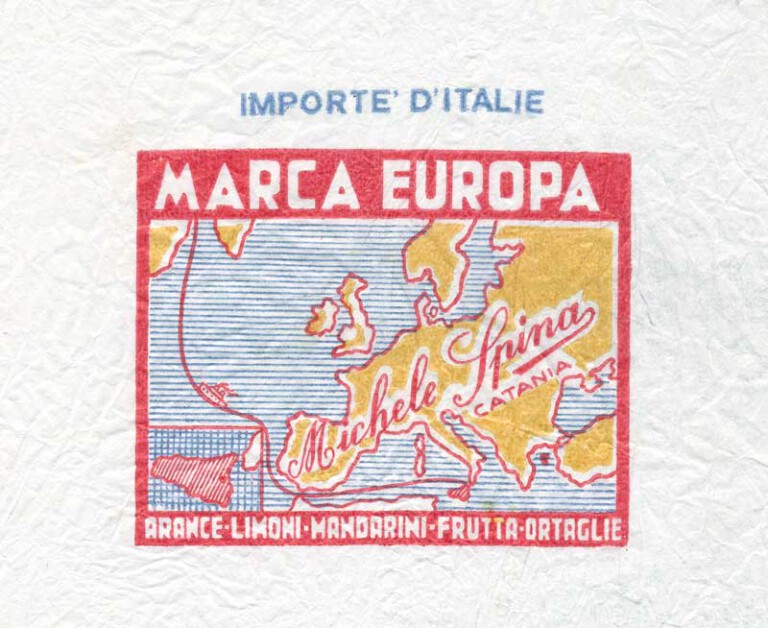 IMPORTE' D'ITALIE
MARCA EUROPA
Michele Spina
CATANIA
ARANCE-LIMONI-MANDARINI-FRUTTA-ORTAGLIE